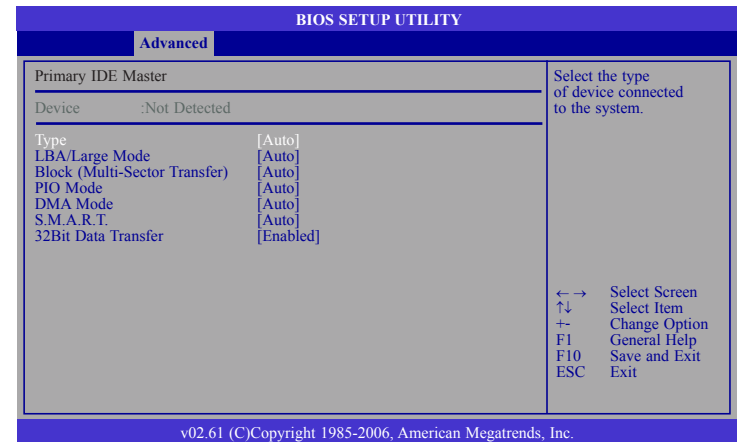 BIOS SETUP UTILITY
Advanced
Primary IDE Master
Device :Not Detected
Type [Auto]
LBA/Large Mode [Auto]
Block (Multi-Sector Transfer) [Auto]
PIO Mode [Auto]
DMA Mode [Auto]
S.M.A.R.T. [Auto]
32Bit Data Transfer [Enabled]
Select the type
of device connected
to the system.
←→ Select Screen
↑↓ Select Item
+- Change Option
F1 General Help
F10 Save and Exit
ESC Exit
v02.61 (C)Copyright 1985-2006, American Megatrends, Inc.